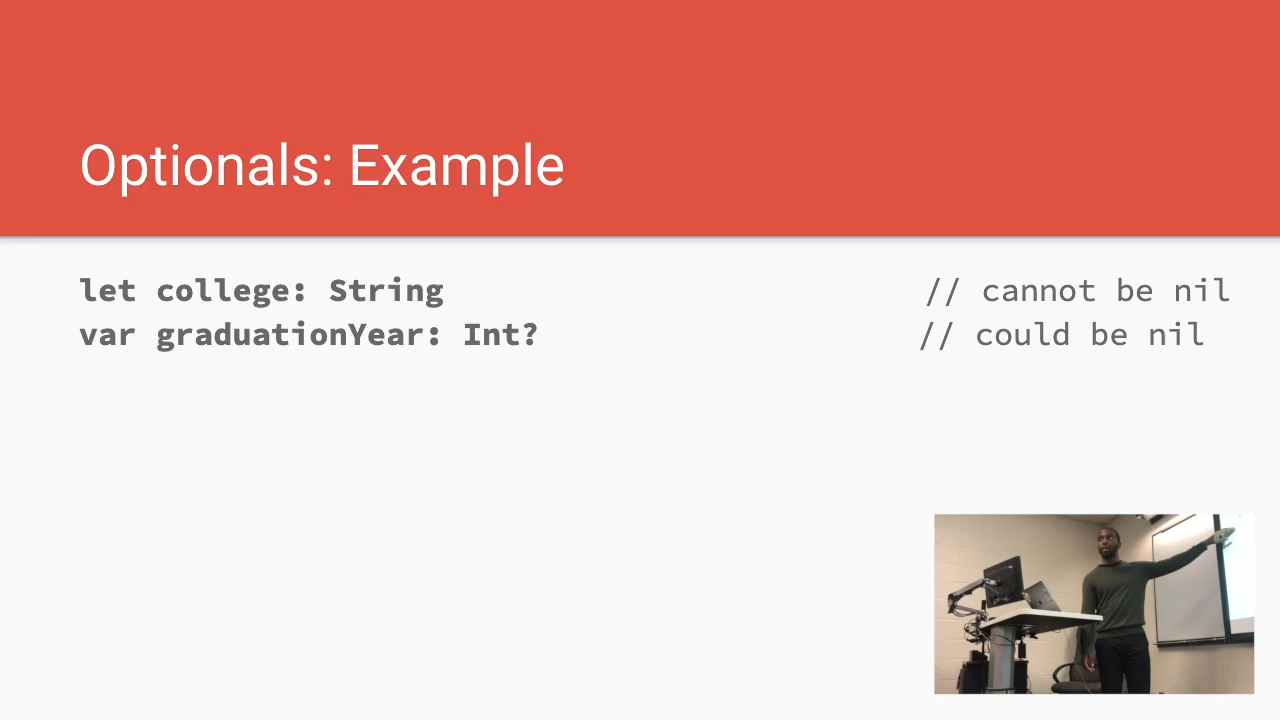 Optionals: Example
let college: String // cannot be nil
var graduationYear: Int? // could be nil